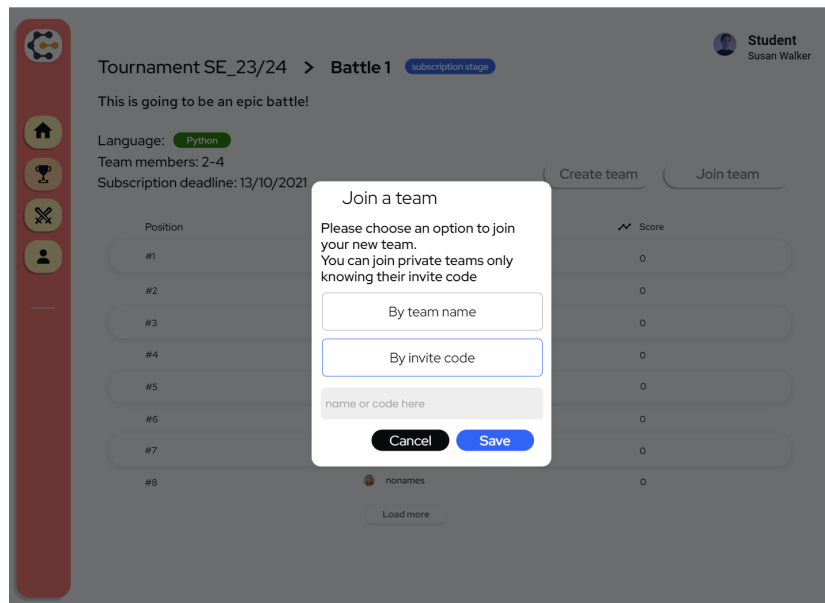 Student
Susan Walker
Tournament SE_23/24 > Battle 1 subscription stage
This is going to be an epic battle!
Language: Python
Team members: 2-4
Subscription deadline: 13/10/2021
Create team Join team
Join a team
Please choose an option to join
your new team.
You can join private teams only
knowing their invite code
By team name
By invite code
name or code here
Cancel Save
Position Score
#1 0
#2 0
#3 0
#4 0
#5 0
#6 0
#7 0
#8 nonames 0
Load more